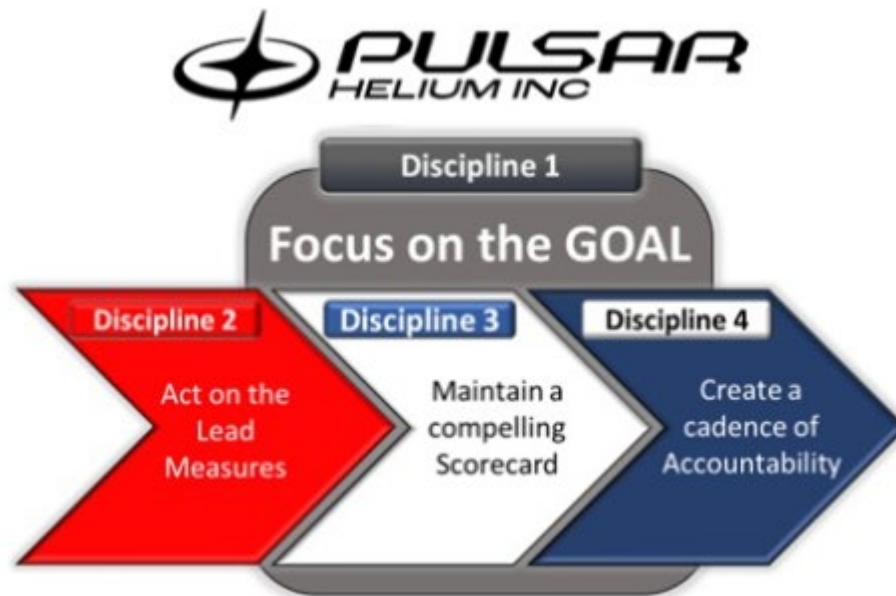 PULSAR
HELIUM INC
Discipline 1
Focus on the GOAL
Discipline 2
Act on the
Lead
Measures
Discipline 3
Maintain a
compelling
Scorecard
Discipline 4
Create a
cadence of
Accountability